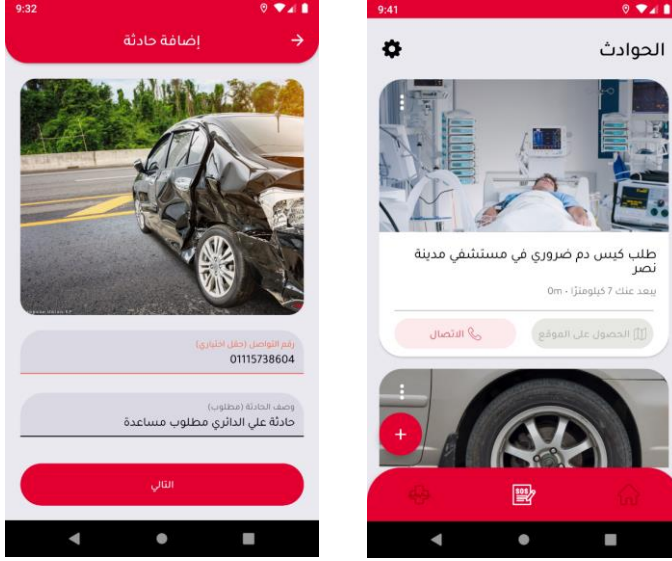 9:32
إضافة حادثة
رقم التواصل (حقل اختياري)
01115738604
وصف الحادثة (مطلوب)
حادثة علي الدائري مطلوب مساعدة
التالي
9:41
الحوادث
طلب كيس دم ضروري في مستشفي مدينة
نصر
يبعد عنك 7 كيلومترًا - 0m
الحصول على الموقع
الاتصال
+
SOS